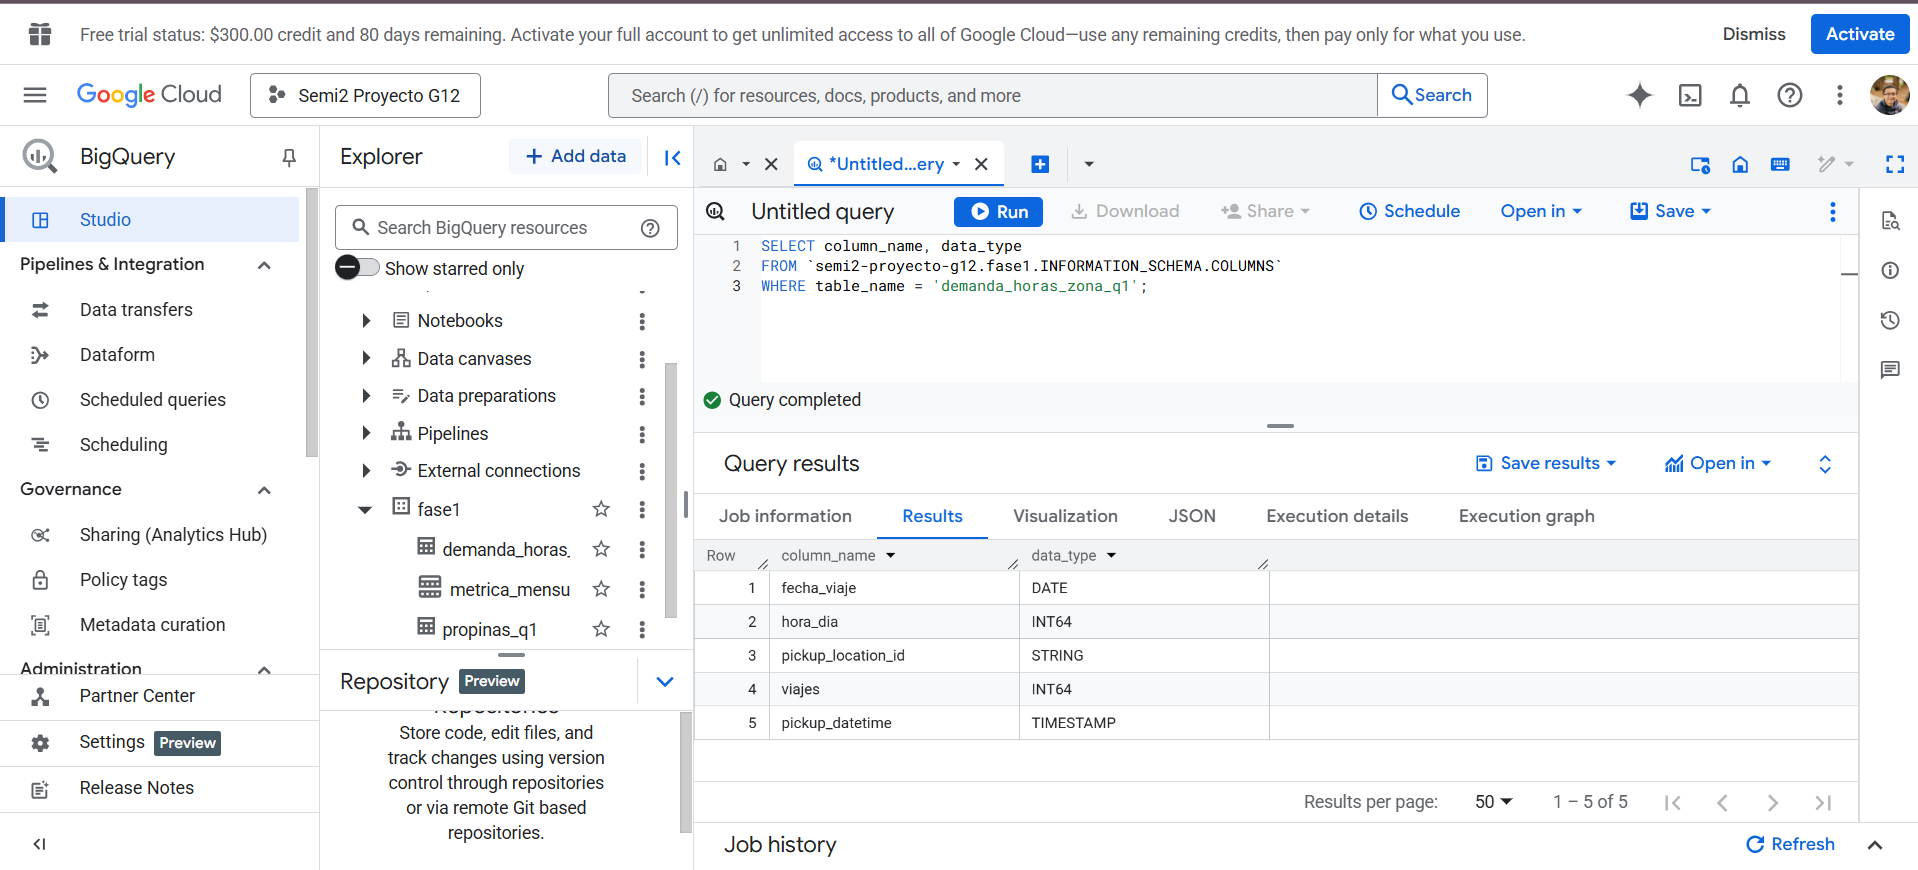 Free trial status: $300.00 credit and 80 days remaining. Activate your full account to get unlimited access to all of Google Cloud—use any remaining credits, then pay only for what you use.
Dismiss
Activate
Google Cloud
Semi2 Proyecto G12
Search (/) for resources, docs, products, and more
Search
BigQuery
Studio
Pipelines & Integration
Data transfers
Dataform
Scheduled queries
Scheduling
Governance
Sharing (Analytics Hub)
Policy tags
Metadata curation
Administration
Partner Center
Settings Preview
Release Notes
Explorer
+ Add data
Search BigQuery resources
Show starred only
Notebooks
Data canvases
Data preparations
Pipelines
External connections
fase1
demanda_horas_
metrica_mensu
propinas_q1
Repository Preview
Repositories
Store code, edit files, and
track changes using version
control through repositories
or via remote Git based
repositories.
*Untitled...ery
Untitled query
Run
Download
Share
Schedule
Open in
Save
1 SELECT column_name, data_type
2 FROM `semi2-proyecto-g12.fase1.INFORMATION_SCHEMA.COLUMNS`
3 WHERE table_name = 'demanda_horas_zona_q1';
Query completed
Query results
Save results
Open in
Job information
Results
Visualization
JSON
Execution details
Execution graph
Row column_name data_type
1 fecha_viaje DATE
2 hora_dia INT64
3 pickup_location_id STRING
4 viajes INT64
5 pickup_datetime TIMESTAMP
Results per page: 50 1 – 5 of 5
Job history
Refresh